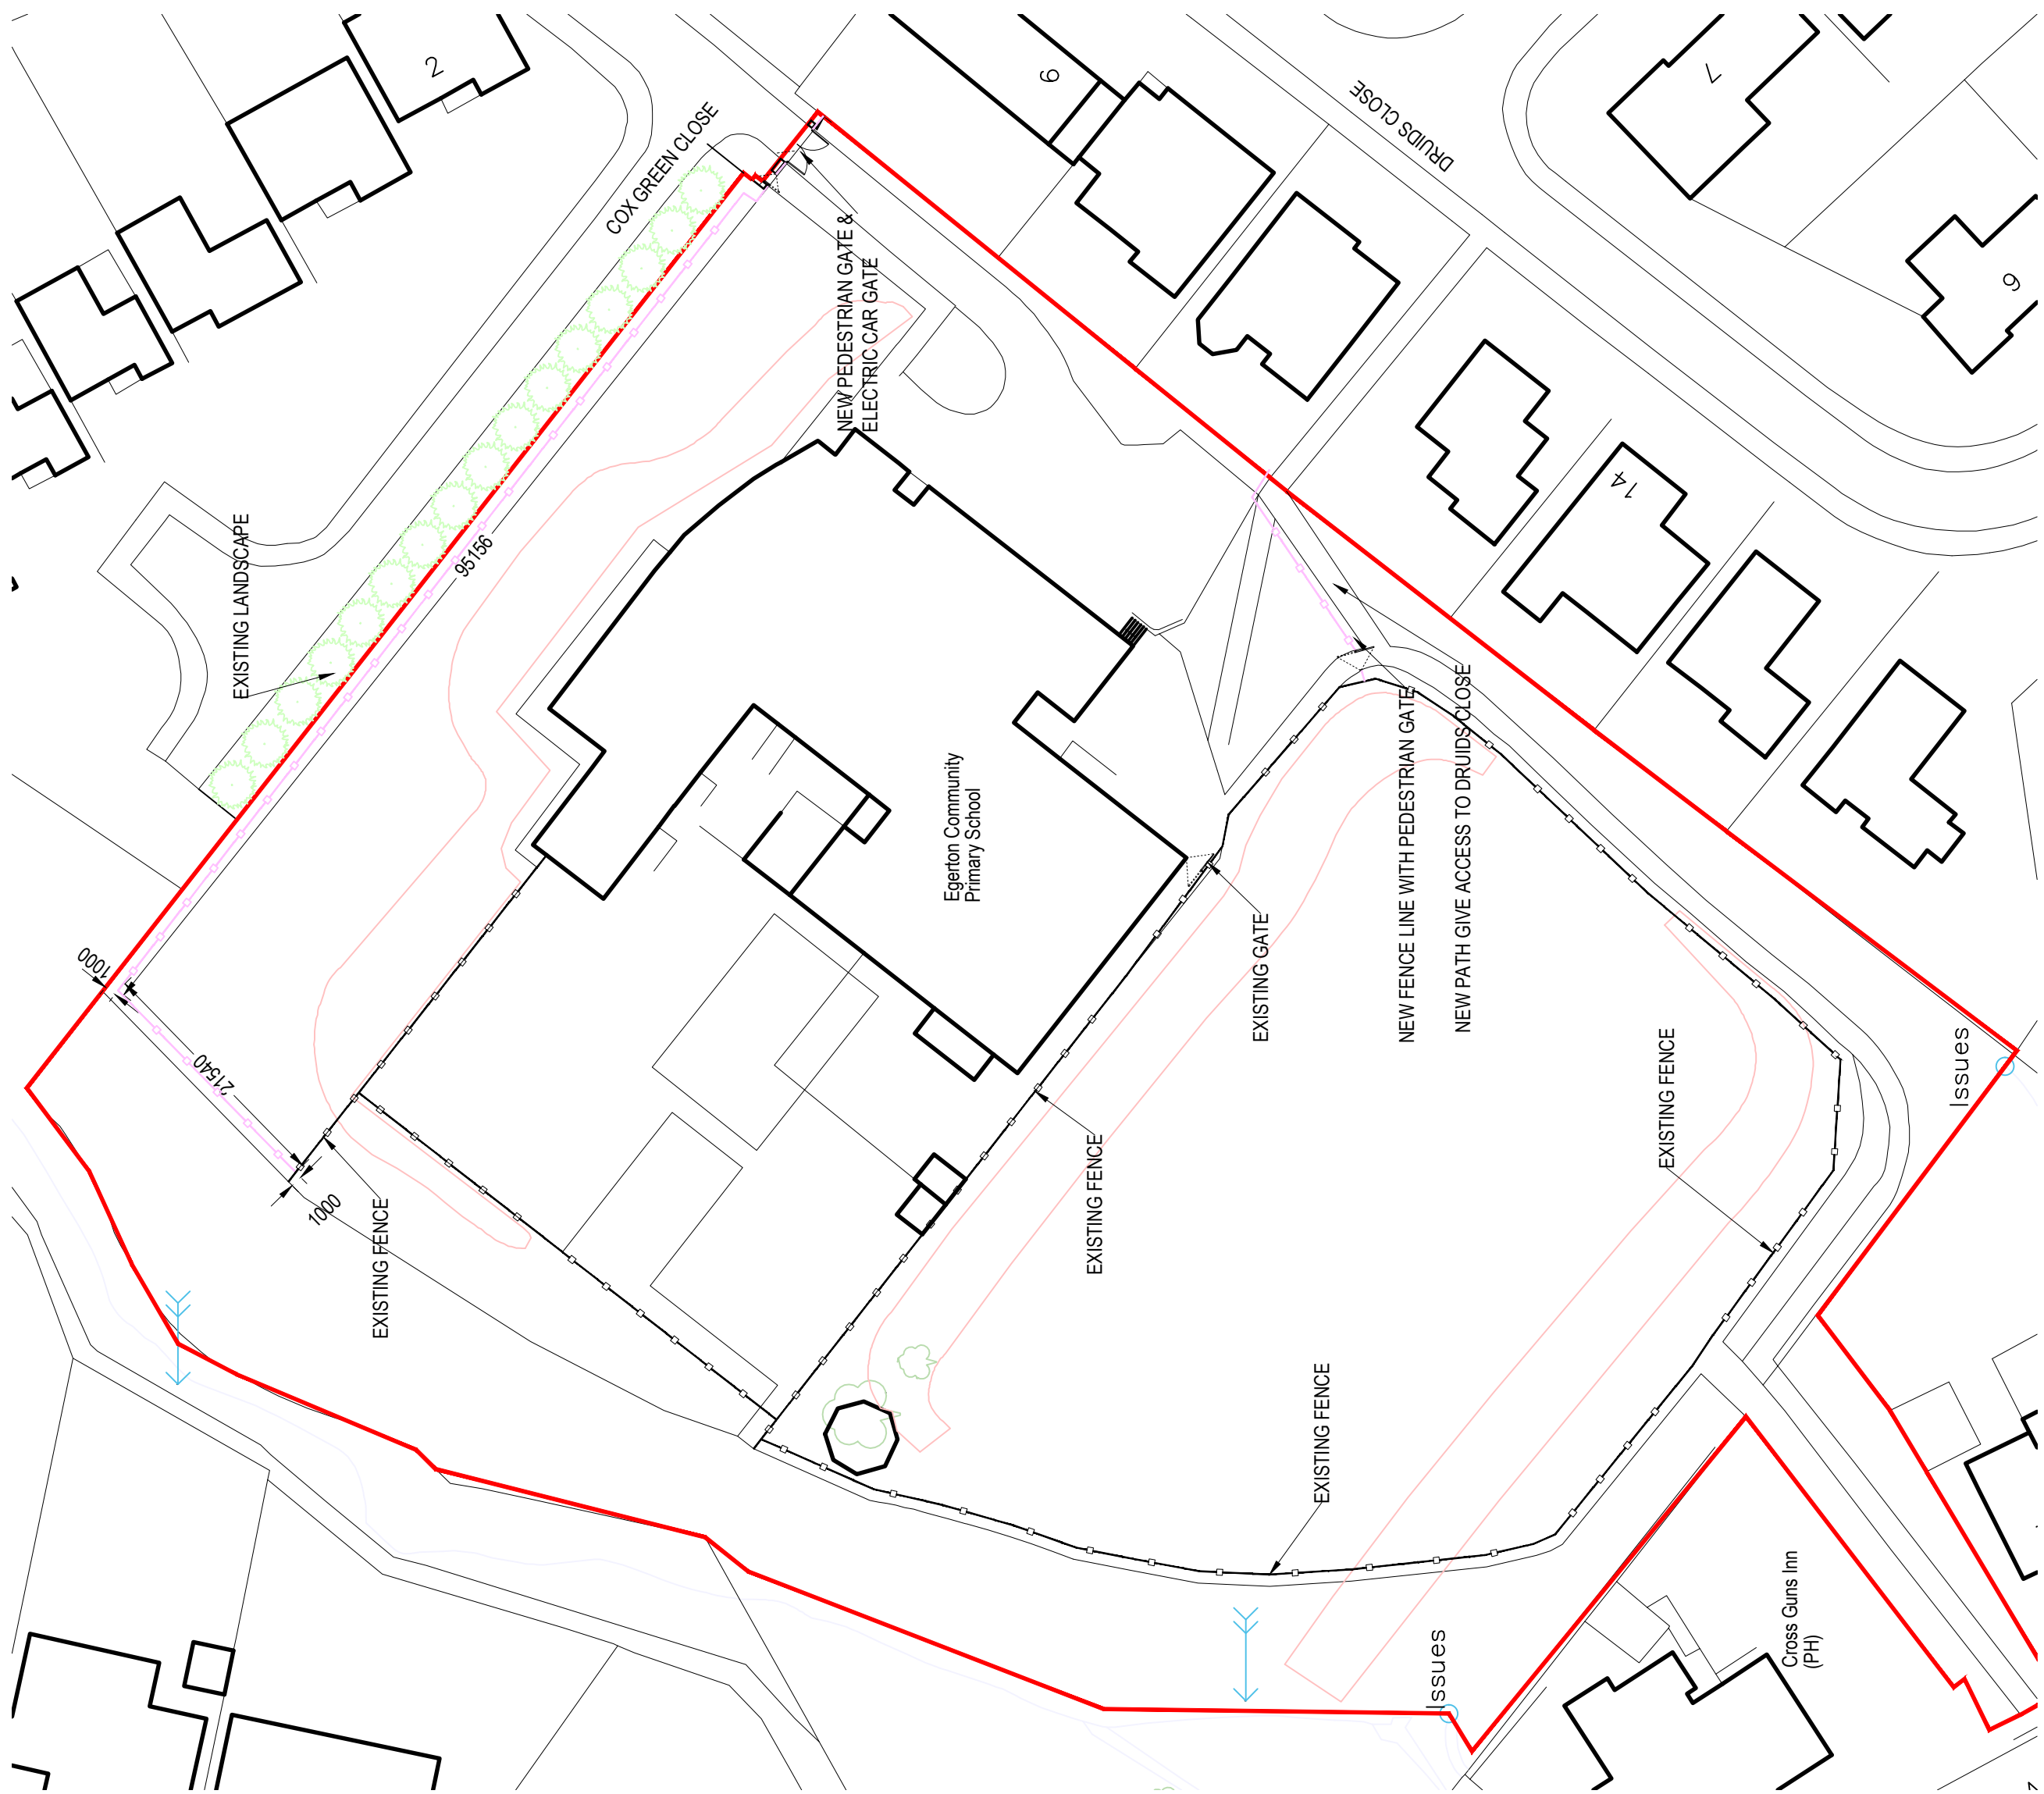 2
9
DRUIDS CLOSE
7
COX GREEN CLOSE
NEW PEDESTRIAN GATE &
ELECTRIC CAR GATE
6
14
EXISTING LANDSCAPE
95156
1000
21540
1000
EXISTING FENCE
Egerton Community
Primary School
EXISTING GATE
NEW FENCE LINE WITH PEDESTRIAN GATE
NEW PATH GIVE ACCESS TO DRUIDS CLOSE
EXISTING FENCE
EXISTING FENCE
Issues
EXISTING FENCE
Issues
Cross Guns Inn
(PH)